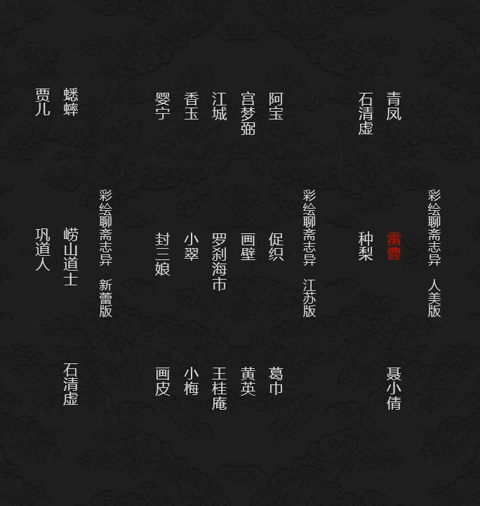 彩绘聊斋志异 人美版
青凤
雷曹
聂小倩
石清虚
种梨
彩绘聊斋志异 江苏版
阿宝
促织
葛巾
宫梦弼
画壁
黄英
江城
罗刹海市
王桂庵
香玉
小翠
小梅
婴宁
封三娘
画皮
彩绘聊斋志异 新蕾版
蟋蟀
崂山道士
石清虚
贾儿
巩道人